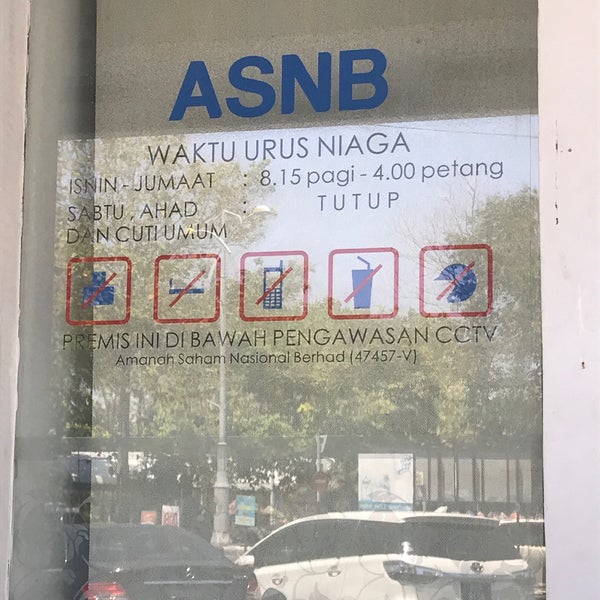 ASNB
WAKTU URUS NIAGA
ISNIN - JUMAAT : 8.15 pagi - 4.00 petang
SABTU , AHAD : TUTUP
DAN CUTI UMUM
PREMIS INI DI BAWAH PENGAWASAN CCTV
Amanah Saham Nasional Berhad (47457-V)